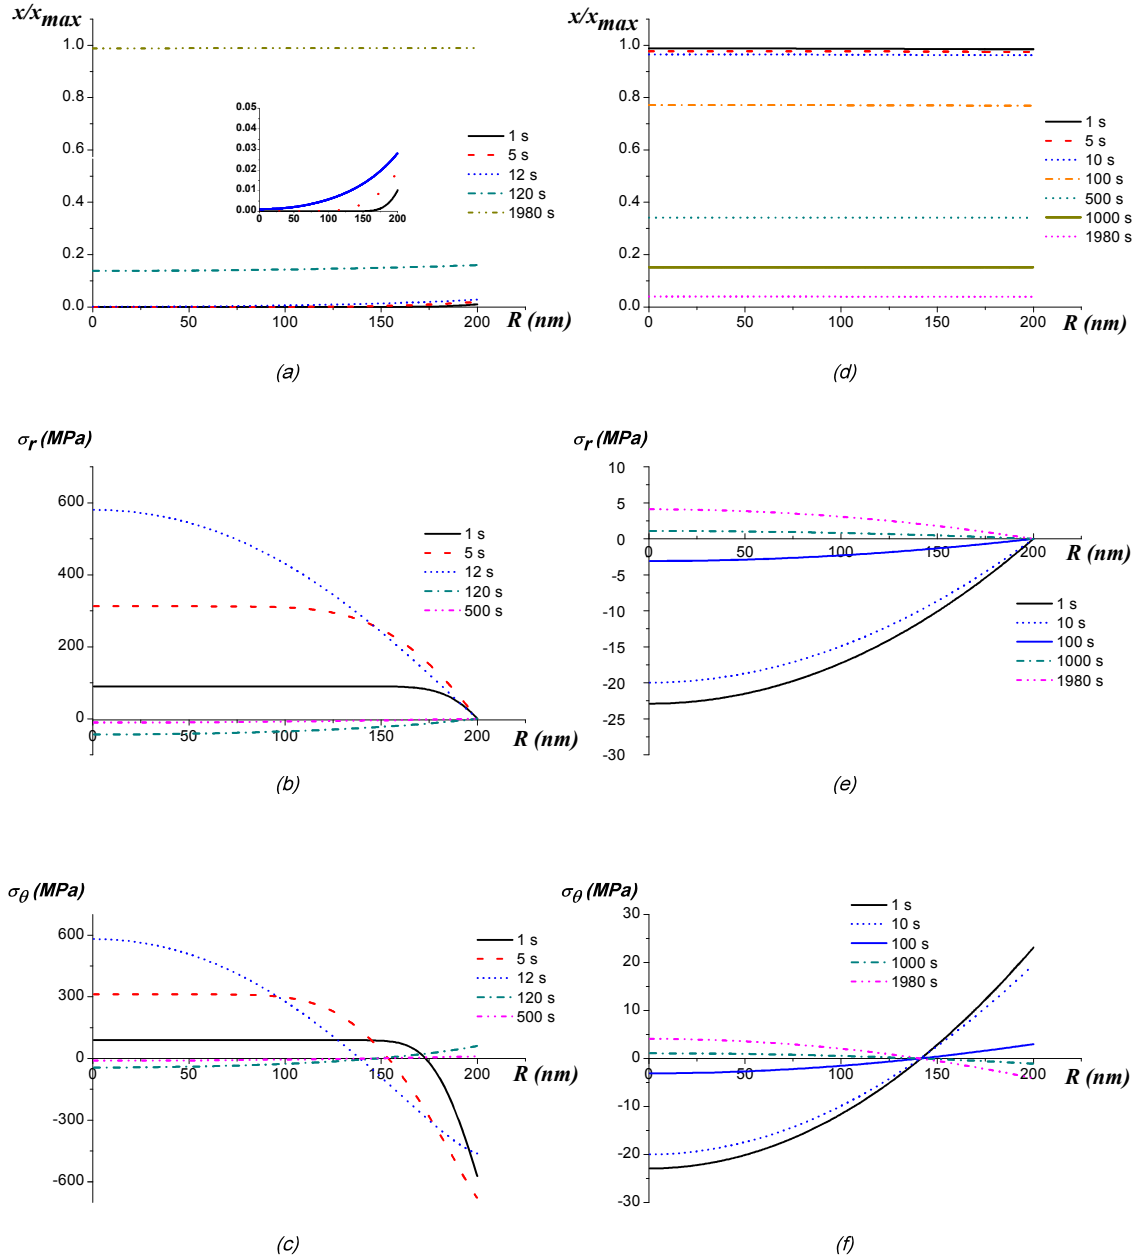 x/xmax
1.0
0.8
0.6
0.4
0.2
0.0
0 50 100 150 200
R (nm)
0.05
0.04
0.03
0.02
0.01
0.00
0 50 100 150 200
1 s
5 s
12 s
120 s
1980 s
(a)
x/xmax
1.0
0.8
0.6
0.4
0.2
0.0
0 50 100 150 200
R (nm)
1 s
5 s
10 s
100 s
500 s
1000 s
1980 s
(d)
σr (MPa)
600
400
200
0
0 50 100 150 200
R (nm)
1 s
5 s
12 s
120 s
500 s
(b)
σr (MPa)
10
5
0
-5
-10
-15
-20
-25
-30
0 50 100 150 200
R (nm)
1 s
10 s
100 s
1000 s
1980 s
(e)
σθ (MPa)
600
300
0
-300
-600
0 50 100 150 200
R (nm)
1 s
5 s
12 s
120 s
500 s
(c)
σθ (MPa)
30
20
10
0
-10
-20
-30
0 50 100 150 200
R (nm)
1 s
10 s
100 s
1000 s
1980 s
(f)